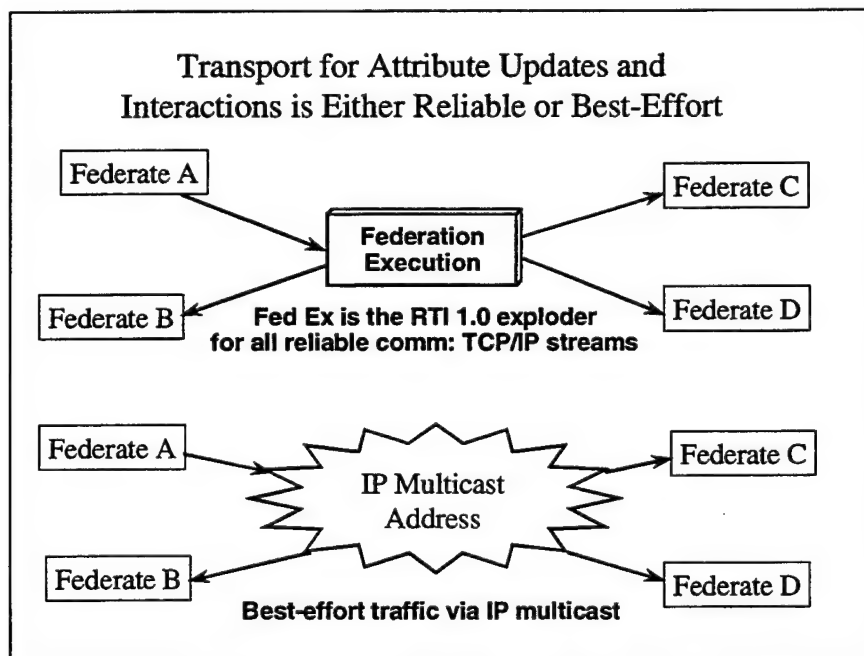 Transport for Attribute Updates and
Interactions is Either Reliable or Best-Effort
Federate A
Federate C
Federation
Execution
Federate B
Federate D
Fed Ex is the RTI 1.0 exploder
for all reliable comm: TCP/IP streams
Federate A
Federate C
IP Multicast
Address
Federate B
Federate D
Best-effort traffic via IP multicast